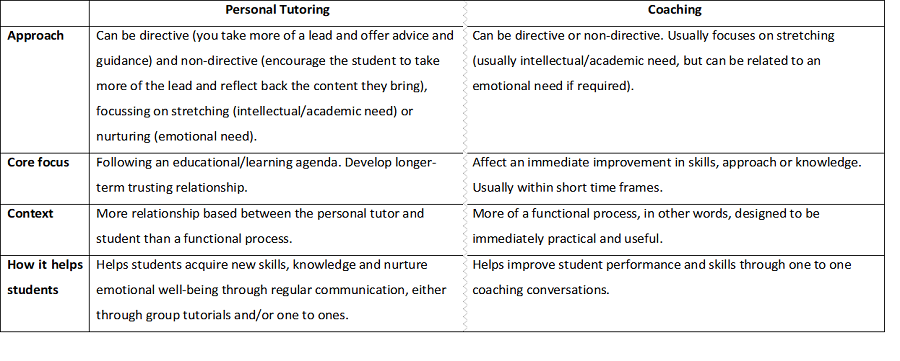 Personal Tutoring Coaching
Approach Can be directive (you take more of a lead and offer advice and Can be directive or non-directive. Usually focuses on stretching
guidance) and non-directive (encourage the student to take (usually intellectual/academic need, but can be related to an
more of the lead and reflect back the content they bring), emotional need if required).
focussing on stretching (intellectual/academic need) or
nurturing (emotional need).
Core focus Following an educational/learning agenda. Develop longer- Affect an immediate improvement in skills, approach or knowledge.
term trusting relationship. Usually within short time frames.
Context More relationship based between the personal tutor and More of a functional process, in other words, designed to be
student than a functional process. immediately practical and useful.
How it helps Helps students acquire new skills, knowledge and nurture Helps improve student performance and skills through one to one
students emotional well-being through regular communication, either coaching conversations.
through group tutorials and/or one to ones.